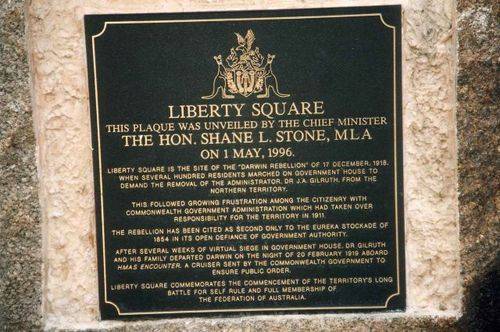 LIBERTY SQUARE
THIS PLAQUE WAS UNVEILED BY THE CHIEF MINISTER
THE HON. SHANE L. STONE, MLA
ON 1 MAY, 1996.
LIBERTY SQUARE IS THE SITE OF THE "DARWIN REBELLION" OF 17 DECEMBER, 1918.
WHEN SEVERAL HUNDRED RESIDENTS MARCHED ON GOVERNMENT HOUSE TO
DEMAND THE REMOVAL OF THE ADMINISTRATOR, DR J.A. GILRUTH, FROM THE
NORTHERN TERRITORY.
THIS FOLLOWED GROWING FRUSTRATION AMONG THE CITIZENRY WITH
COMMONWEALTH GOVERNMENT ADMINISTRATION WHICH HAD TAKEN OVER
RESPONSIBILITY FOR THE TERRITORY IN 1911.
THE REBELLION HAS BEEN CITED AS SECOND ONLY TO THE EUREKA STOCKADE OF
1854 IN ITS OPEN DEFIANCE OF GOVERNMENT AUTHORITY.
AFTER SEVERAL WEEKS OF VIRTUAL SIEGE IN GOVERNMENT HOUSE, DR GILRUTH
AND HIS FAMILY DEPARTED DARWIN ON THE NIGHT OF 20 FEBRUARY 1919 ABOARD
HMAS ENCOUNTER, A CRUISER SENT BY THE COMMONWEALTH GOVERNMENT TO
ENSURE PUBLIC ORDER.
LIBERTY SQUARE COMMEMORATES THE COMMENCEMENT OF THE TERRITORY'S LONG
BATTLE FOR SELF RULE AND FULL MEMBERSHIP OF
THE FEDERATION OF AUSTRALIA.